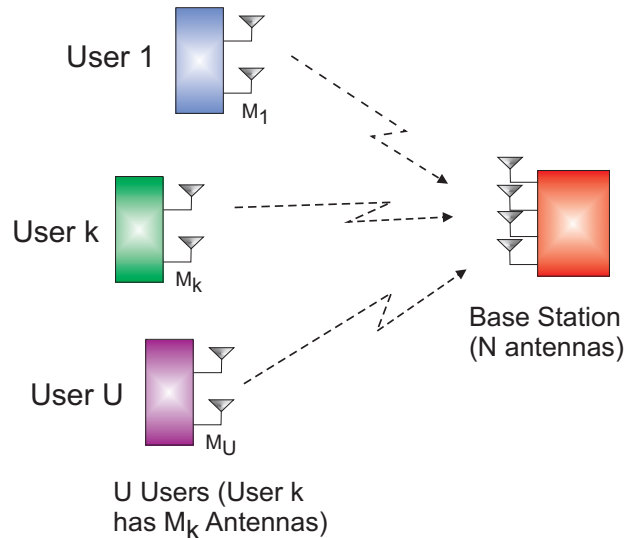 User 1
M1
User k
Mk
User U
MU
Base Station
(N antennas)
U Users (User k
has Mk Antennas)